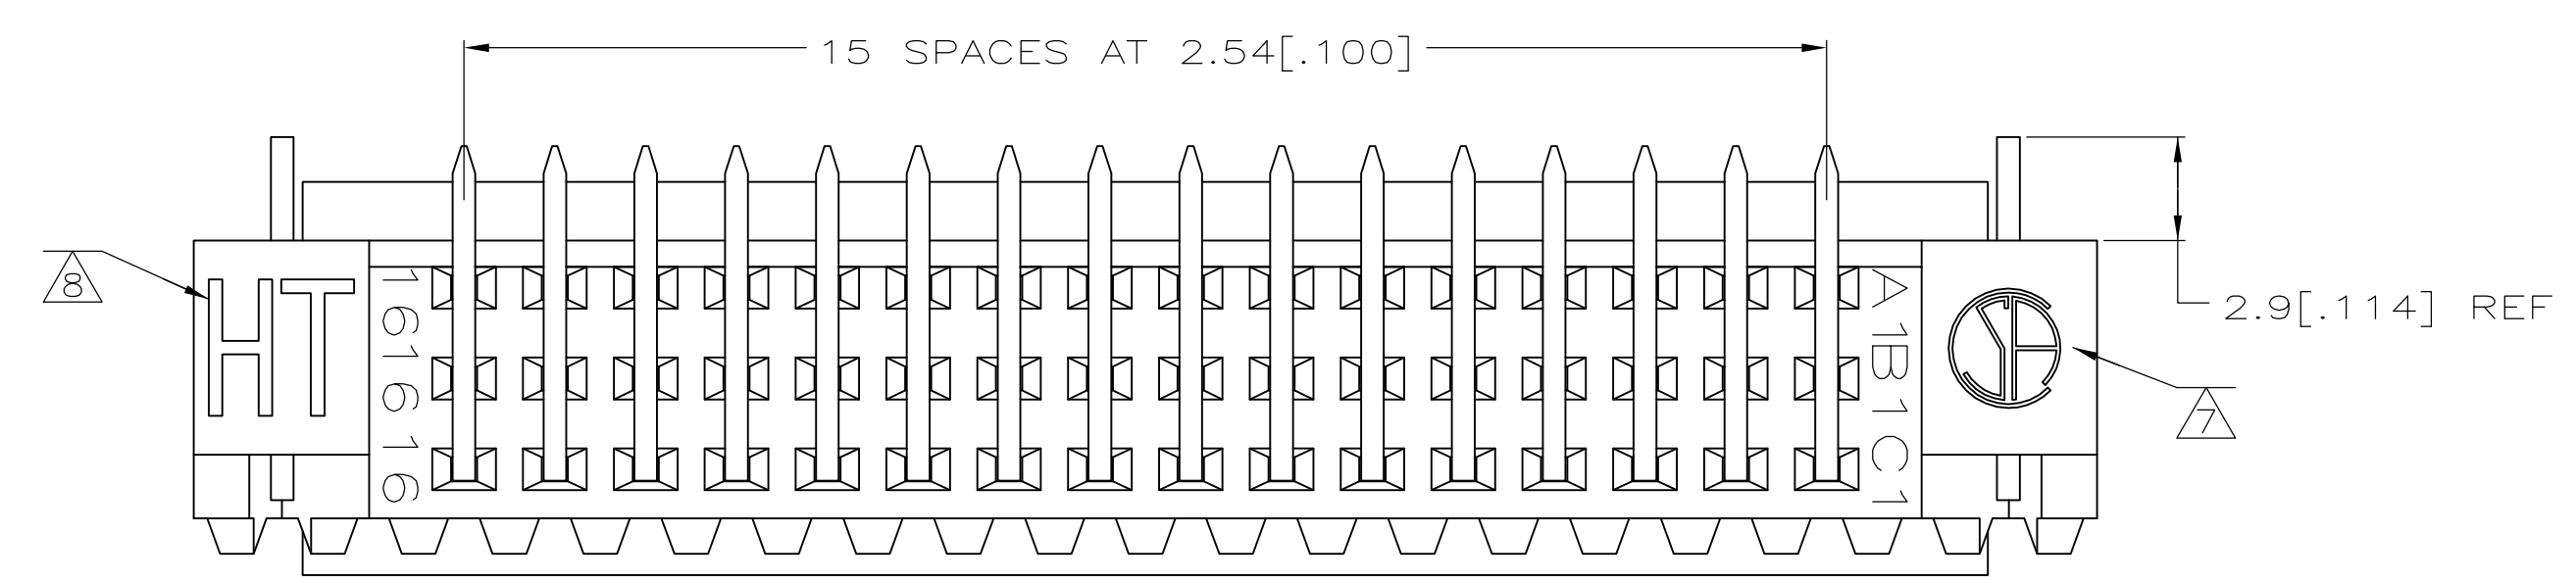 15 SPACES AT 2.54[.100]
8
HT
16
16
16
A1
B1
C1
7
2.9[.114] REF